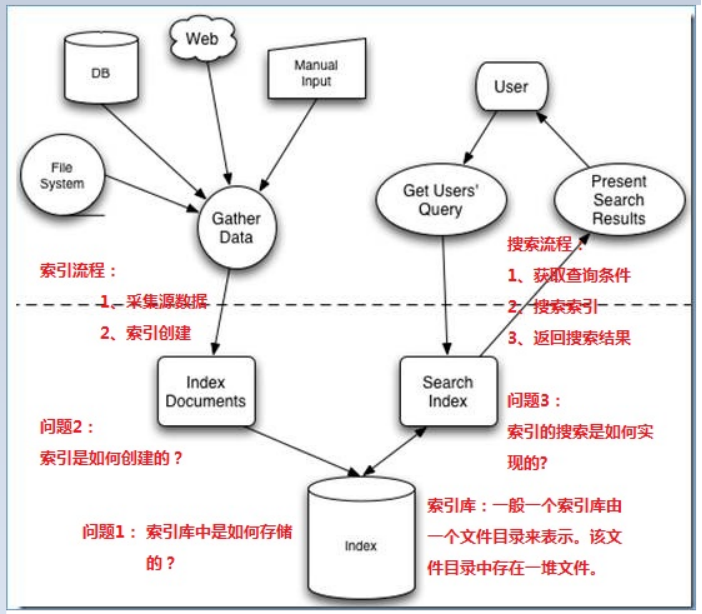 DB
Web
Manual
Input
User
File
System
Gather
Data
Get Users'
Query
Present
Search
Results
索引流程：
1、采集源数据
2、索引创建
搜索流程：
1、获取查询条件
2、搜索索引
3、返回搜索结果
Index
Documents
Search
Index
问题2：
索引是如何创建的？
问题3：
索引的搜索是如何实
现的?
问题1： 索引库中是如何存储
的？
Index
索引库：一般一个索引库由
一个文件目录来表示。该文
件目录中存在一堆文件。